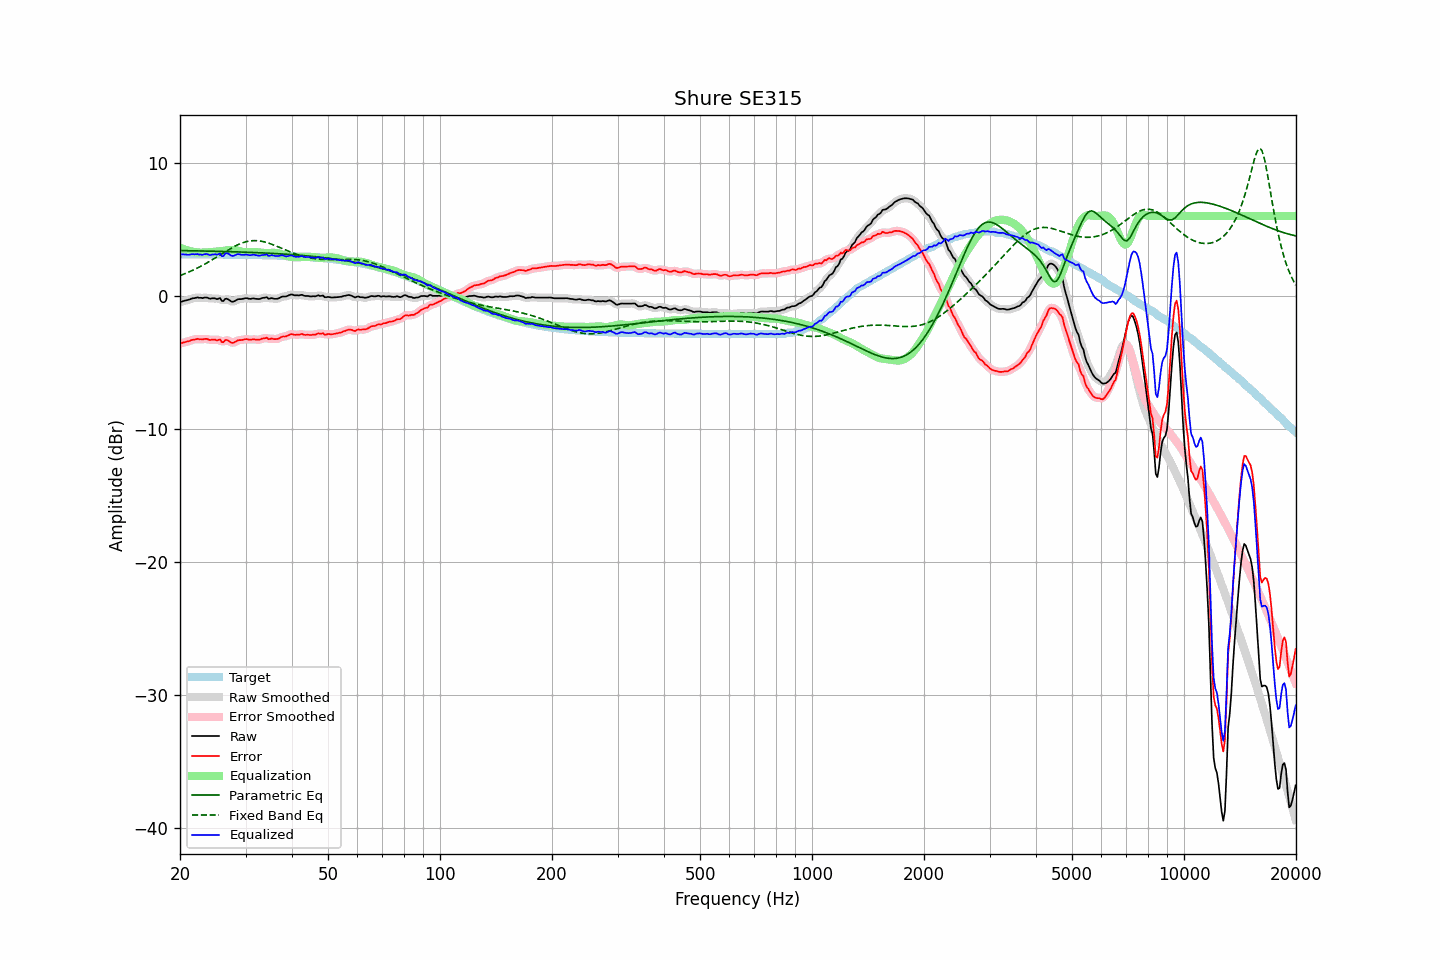 Shure SE315
Amplitude (dBr)
10
0
−10
−20
−30
−40
Target
Raw Smoothed
Error Smoothed
Raw
Error
Equalization
Parametric Eq
Fixed Band Eq
Equalized
20 50 100 200 500 1000 2000 5000 10000 20000
Frequency (Hz)